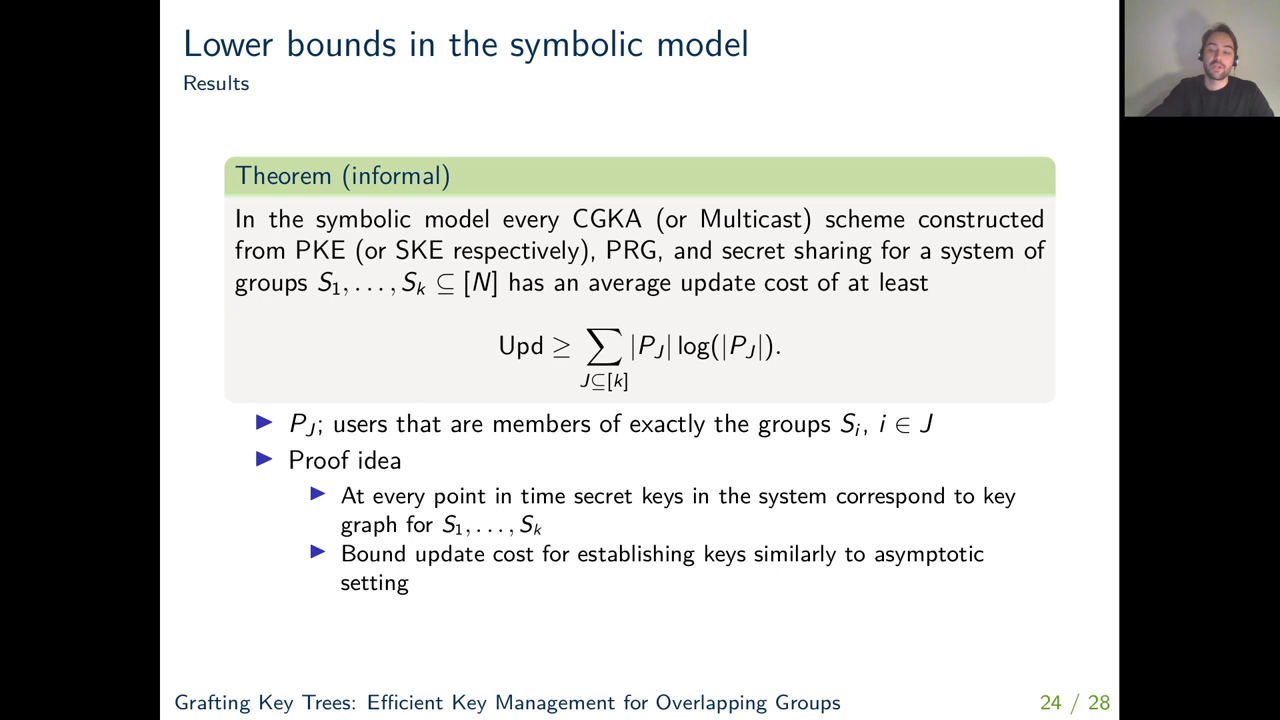 Lower bounds in the symbolic model
Results
Theorem (informal)
In the symbolic model every CGKA (or Multicast) scheme constructed
from PKE (or SKE respectively), PRG, and secret sharing for a system of
groups S₁, . . . , Sₖ ⊆ [N] has an average update cost of at least
Upd ≥ ∑_{J⊆[k]} |P_J| log(|P_J|).
▶ P_J; users that are members of exactly the groups Sᵢ, i ∈ J
▶ Proof idea
▶ At every point in time secret keys in the system correspond to key
graph for S₁, . . . , Sₖ
▶ Bound update cost for establishing keys similarly to asymptotic
setting
Grafting Key Trees: Efficient Key Management for Overlapping Groups
24 / 28